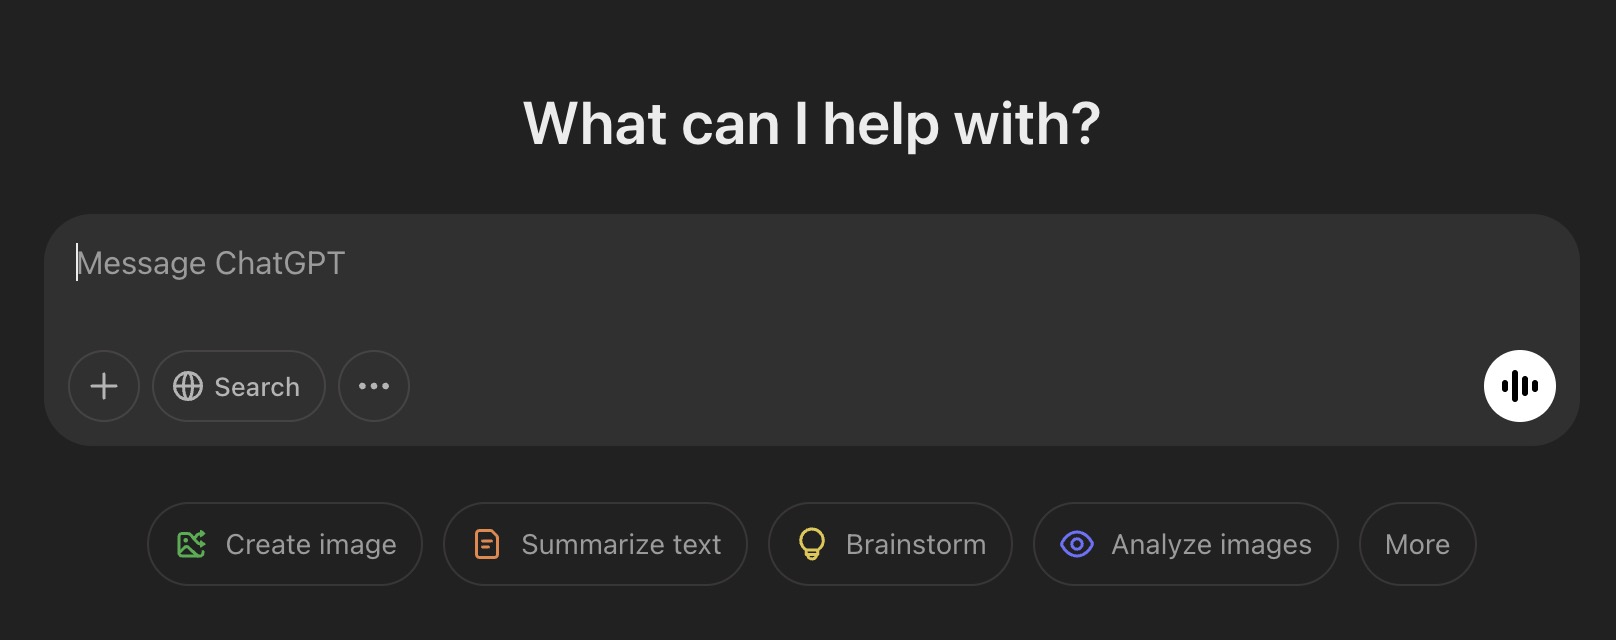 What can I help with?
Message ChatGPT
Search
Create image
Summarize text
Brainstorm
Analyze images
More